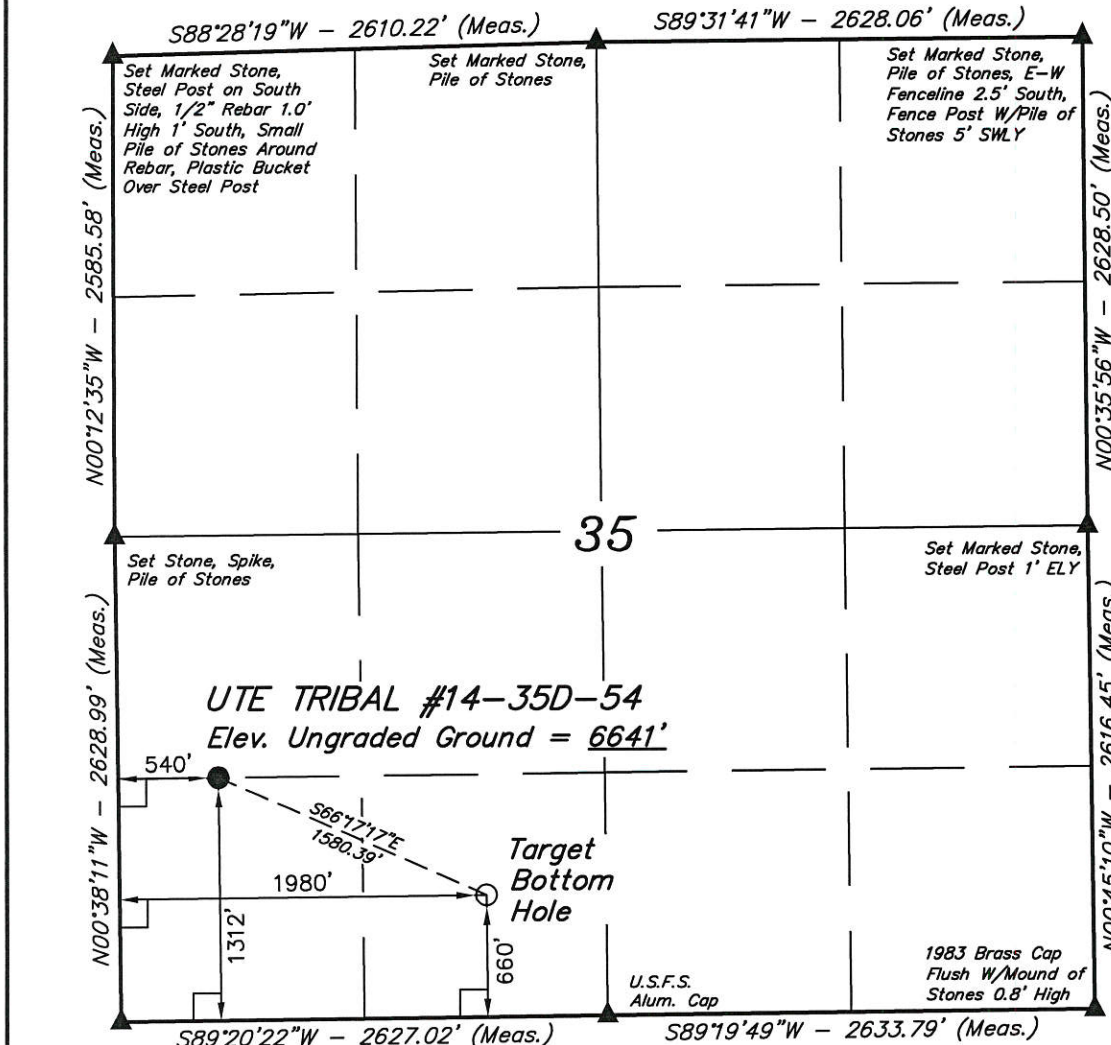 S88°28'19"W - 2610.22' (Meas.)
S89°31'41"W - 2628.06' (Meas.)
Set Marked Stone,
Steel Post on South
Side, 1/2" Rebar 1.0'
High 1' South, Small
Pile of Stones Around
Rebar, Plastic Bucket
Over Steel Post
Set Marked Stone,
Pile of Stones
Set Marked Stone,
Pile of Stones, E-W
Fenceline 2.5' South,
Fence Post W/Pile of
Stones 5' SWLY
N00°12'35"W - 2585.58' (Meas.)
N00°35'56"W - 2628.50' (Meas.)
35
Set Stone, Spike,
Pile of Stones
Set Marked Stone,
Steel Post 1' ELY
N00°38'11"W - 2628.99' (Meas.)
N00°45'10"W - 2616.45' (Meas.)
UTE TRIBAL #14-35D-54
Elev. Ungraded Ground = 6641'
540'
S66°17'17"E
1580.39'
Target
Bottom
Hole
1980'
1312'
660'
U.S.F.S.
Alum. Cap
1983 Brass Cap
Flush W/Mound of
Stones 0.8' High
S89°20'22"W - 2627.02' (Meas.)
S89°19'49"W - 2633.79' (Meas.)